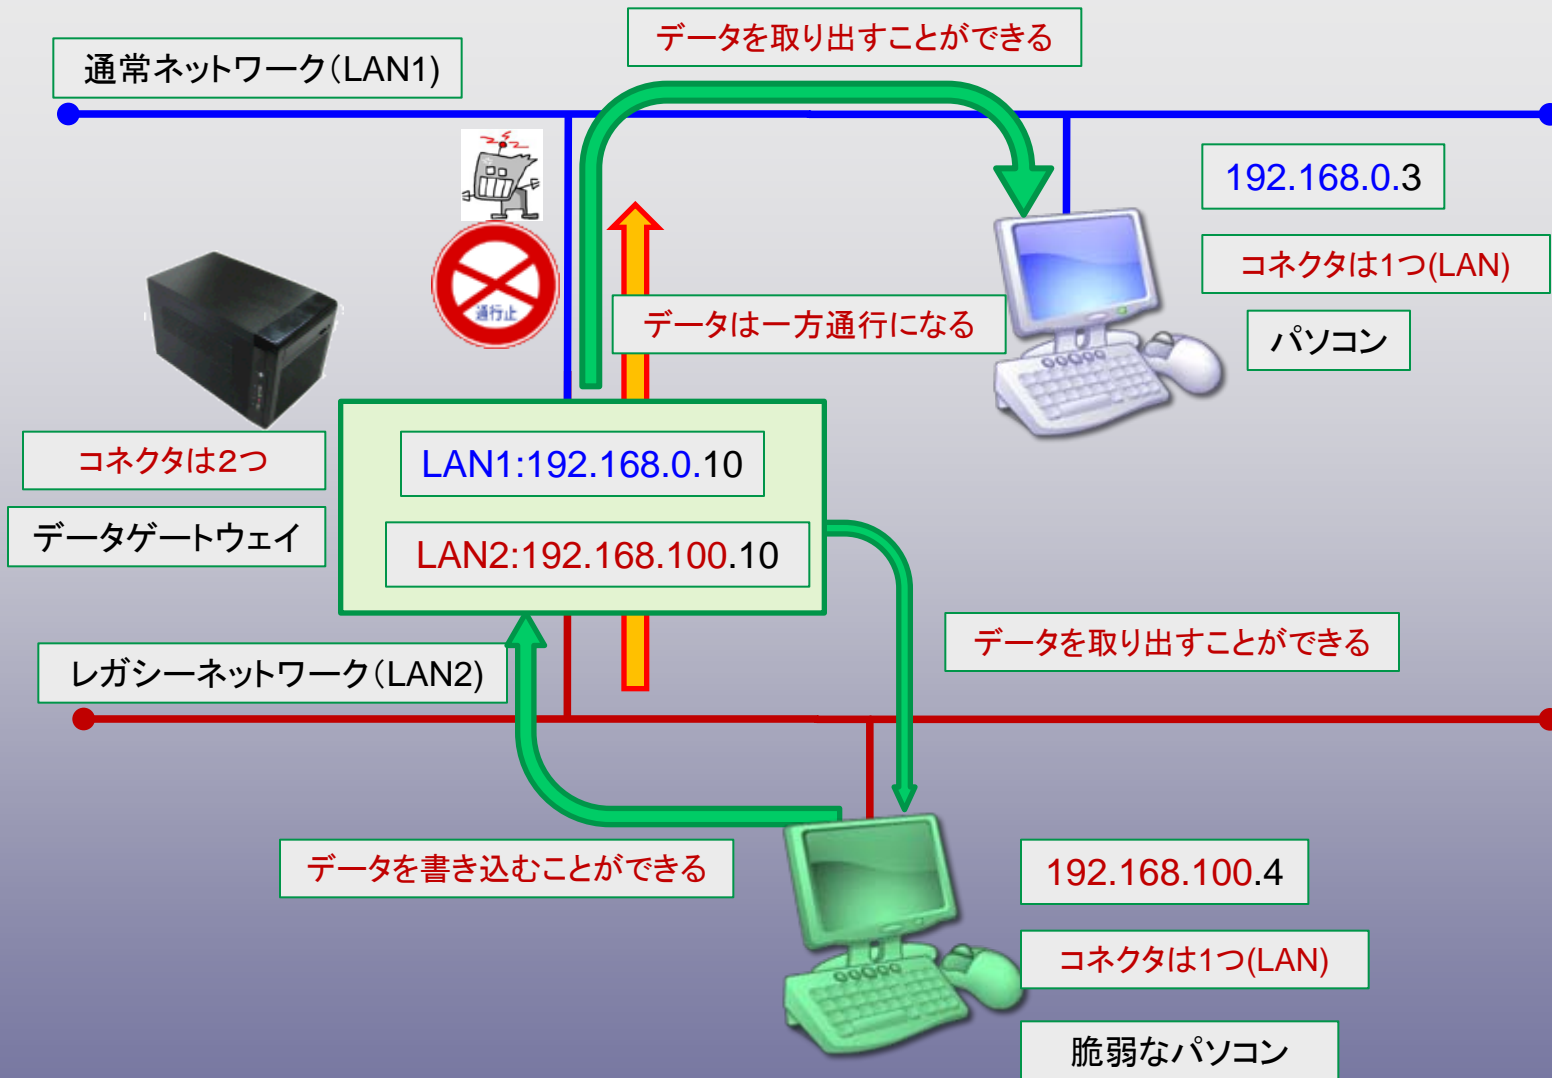 データを取り出すことができる
通常ネットワーク(LAN1)
192.168.0.3
コネクタは1つ(LAN)
通行止
データは一方通行になる
パソコン
コネクタは2つ
LAN1:192.168.0.10
データゲートウェイ
LAN2:192.168.100.10
データを取り出すことができる
レガシーネットワーク(LAN2)
データを書き込むことができる
192.168.100.4
コネクタは1つ(LAN)
脆弱なパソコン